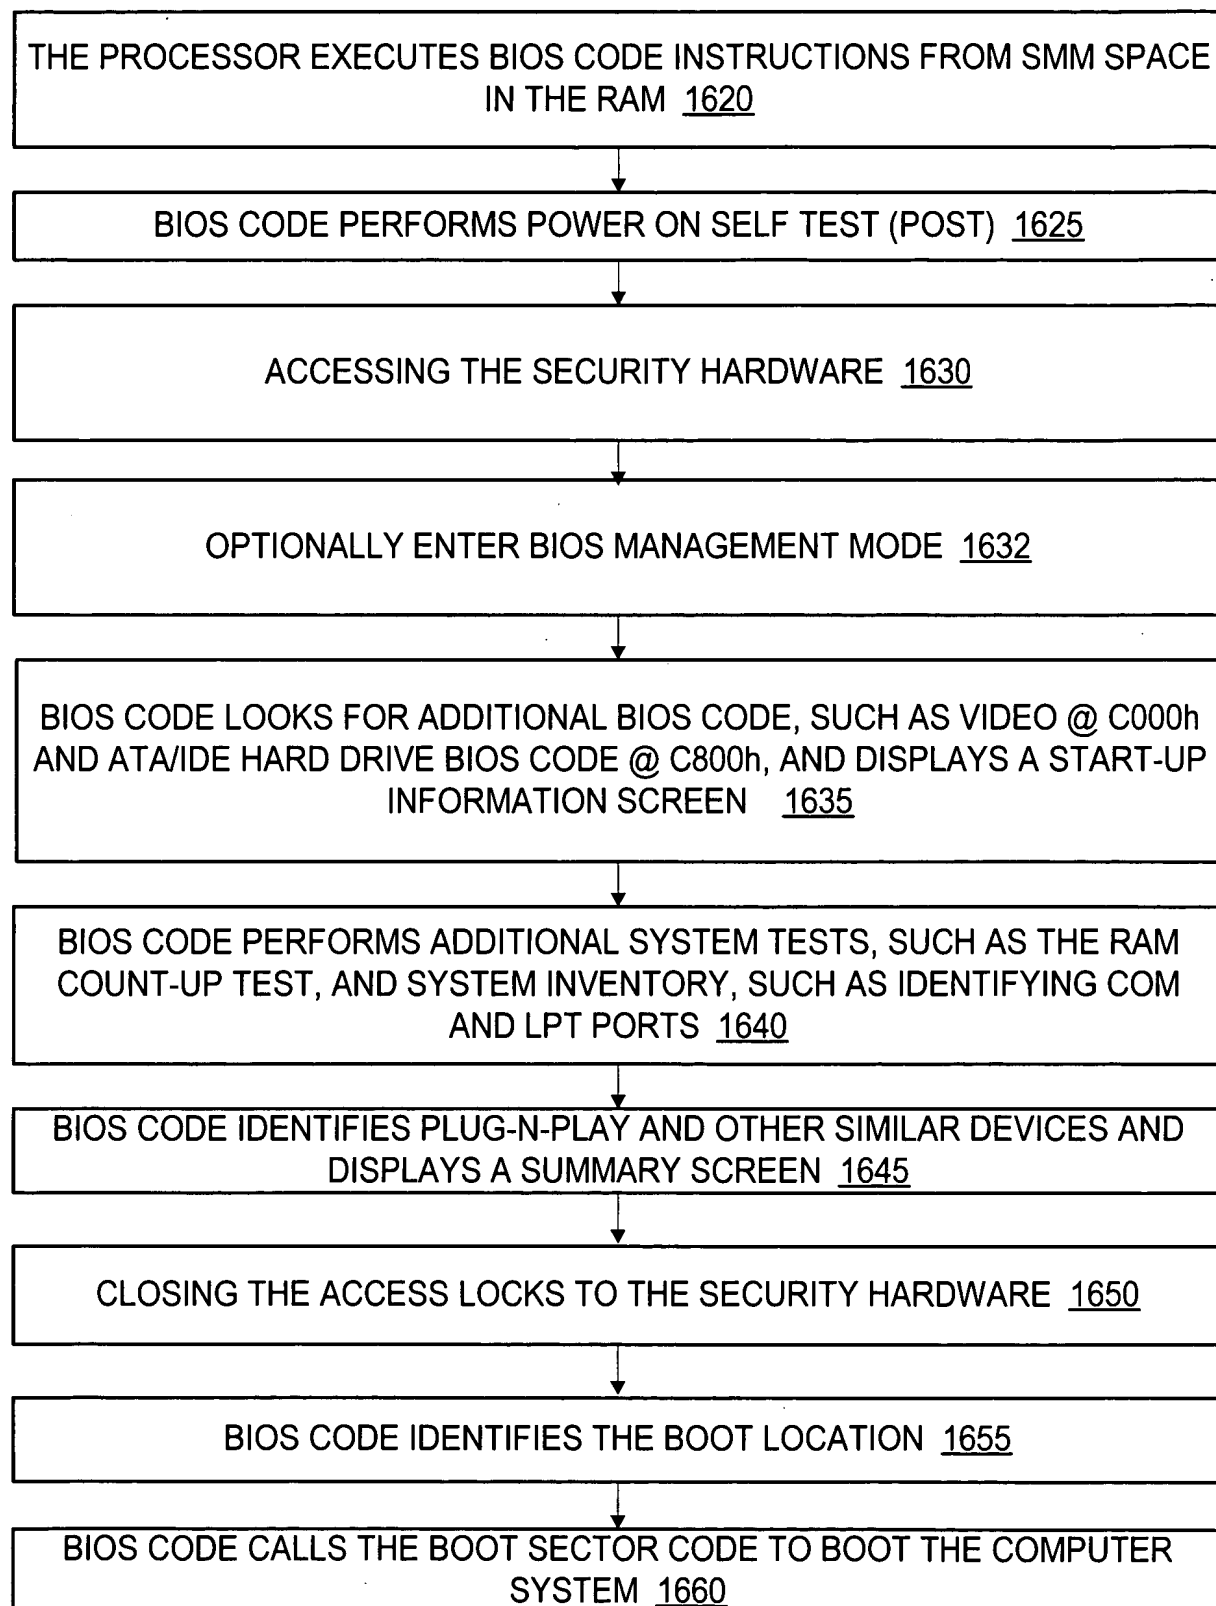 THE PROCESSOR EXECUTES BIOS CODE INSTRUCTIONS FROM SMM SPACE
IN THE RAM 1620
BIOS CODE PERFORMS POWER ON SELF TEST (POST) 1625
ACCESSING THE SECURITY HARDWARE 1630
OPTIONALLY ENTER BIOS MANAGEMENT MODE 1632
BIOS CODE LOOKS FOR ADDITIONAL BIOS CODE, SUCH AS VIDEO @ C000h
AND ATA/IDE HARD DRIVE BIOS CODE @ C800h, AND DISPLAYS A START-UP
INFORMATION SCREEN 1635
BIOS CODE PERFORMS ADDITIONAL SYSTEM TESTS, SUCH AS THE RAM
COUNT-UP TEST, AND SYSTEM INVENTORY, SUCH AS IDENTIFYING COM
AND LPT PORTS 1640
BIOS CODE IDENTIFIES PLUG-N-PLAY AND OTHER SIMILAR DEVICES AND
DISPLAYS A SUMMARY SCREEN 1645
CLOSING THE ACCESS LOCKS TO THE SECURITY HARDWARE 1650
BIOS CODE IDENTIFIES THE BOOT LOCATION 1655
BIOS CODE CALLS THE BOOT SECTOR CODE TO BOOT THE COMPUTER
SYSTEM 1660